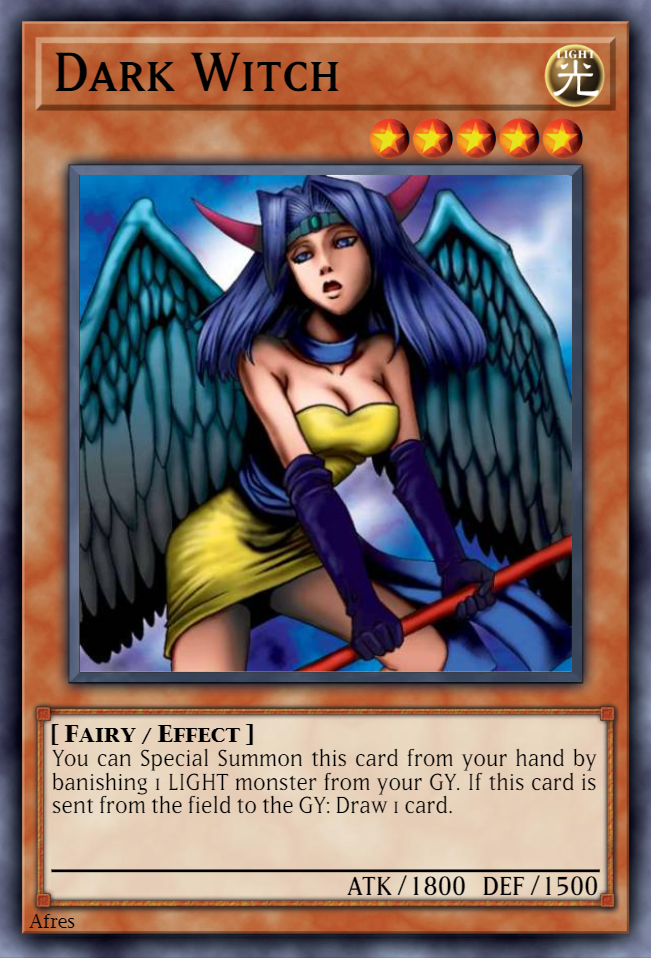 Dark Witch
LIGHT
光
[ Fairy / Effect ]
You can Special Summon this card from your hand by
banishing 1 LIGHT monster from your GY. If this card is
sent from the field to the GY: Draw 1 card.
ATK / 1800 DEF / 1500
Afres